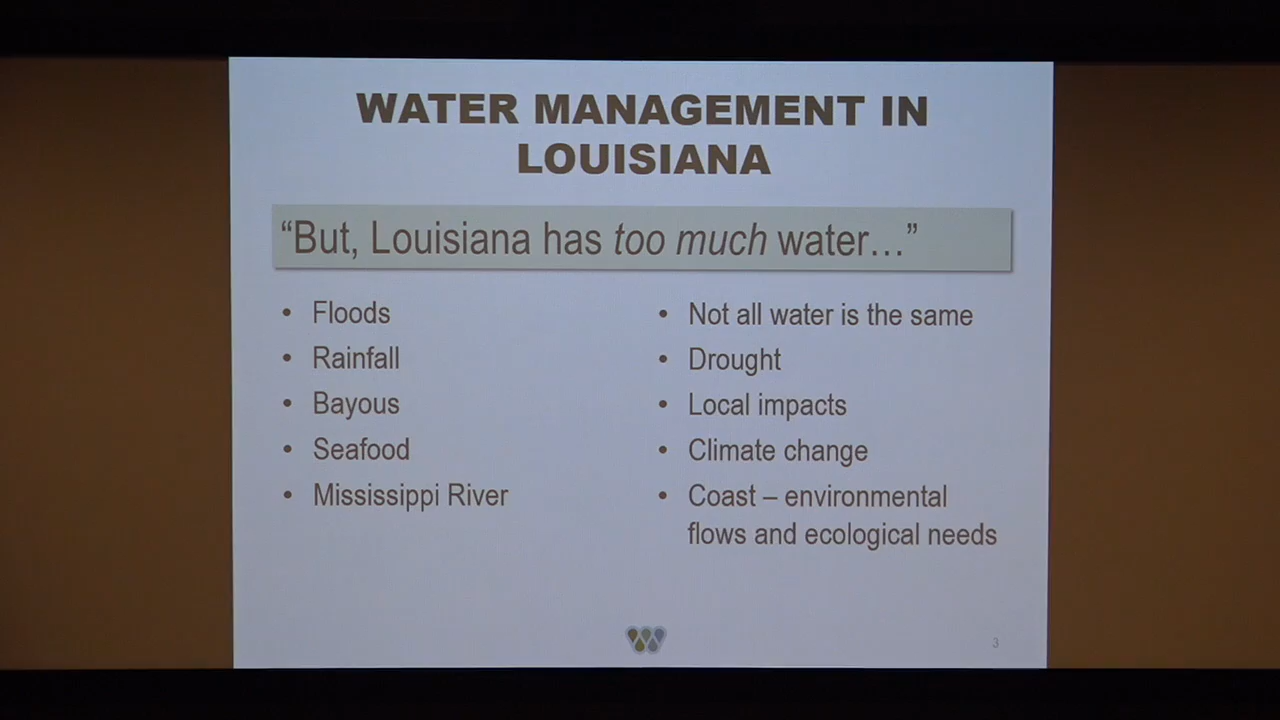 WATER MANAGEMENT IN
LOUISIANA
“But, Louisiana has too much water…”
• Floods
• Rainfall
• Bayous
• Seafood
• Mississippi River
• Not all water is the same
• Drought
• Local impacts
• Climate change
• Coast – environmental
flows and ecological needs
3